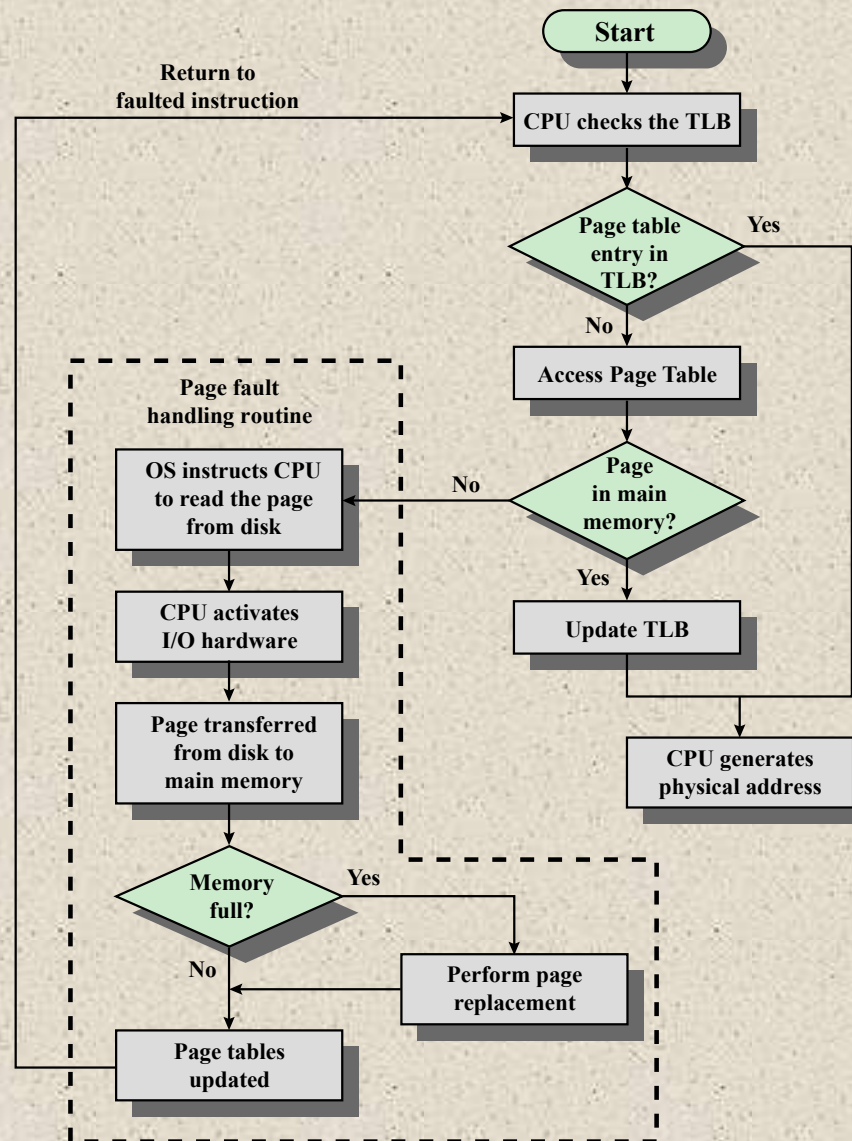 Start
Return to
faulted instruction
CPU checks the TLB
Page table
entry in
TLB?
Yes
No
Access Page Table
Page fault
handling routine
OS instructs CPU
to read the page
from disk
No
Page
in main
memory?
Yes
CPU activates
I/O hardware
Update TLB
Page transferred
from disk to
main memory
CPU generates
physical address
Memory
full?
Yes
No
Perform page
replacement
Page tables
updated